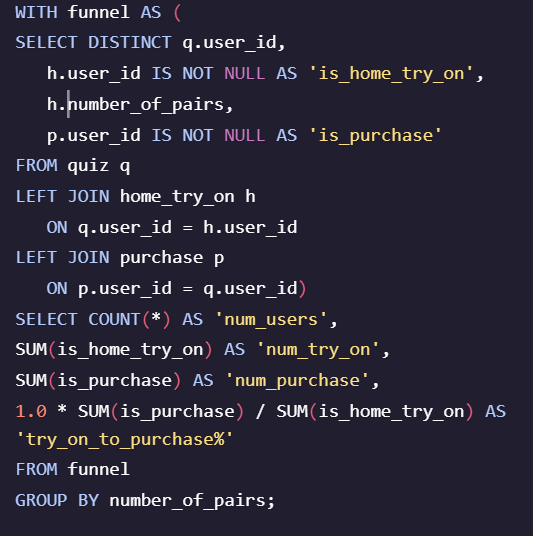 WITH funnel AS (
SELECT DISTINCT q.user_id,
   h.user_id IS NOT NULL AS 'is_home_try_on',
   h.number_of_pairs,
   p.user_id IS NOT NULL AS 'is_purchase'
FROM quiz q
LEFT JOIN home_try_on h
   ON q.user_id = h.user_id
LEFT JOIN purchase p
   ON p.user_id = q.user_id)
SELECT COUNT(*) AS 'num_users',
SUM(is_home_try_on) AS 'num_try_on',
SUM(is_purchase) AS 'num_purchase',
1.0 * SUM(is_purchase) / SUM(is_home_try_on) AS
'try_on_to_purchase%'
FROM funnel
GROUP BY number_of_pairs;